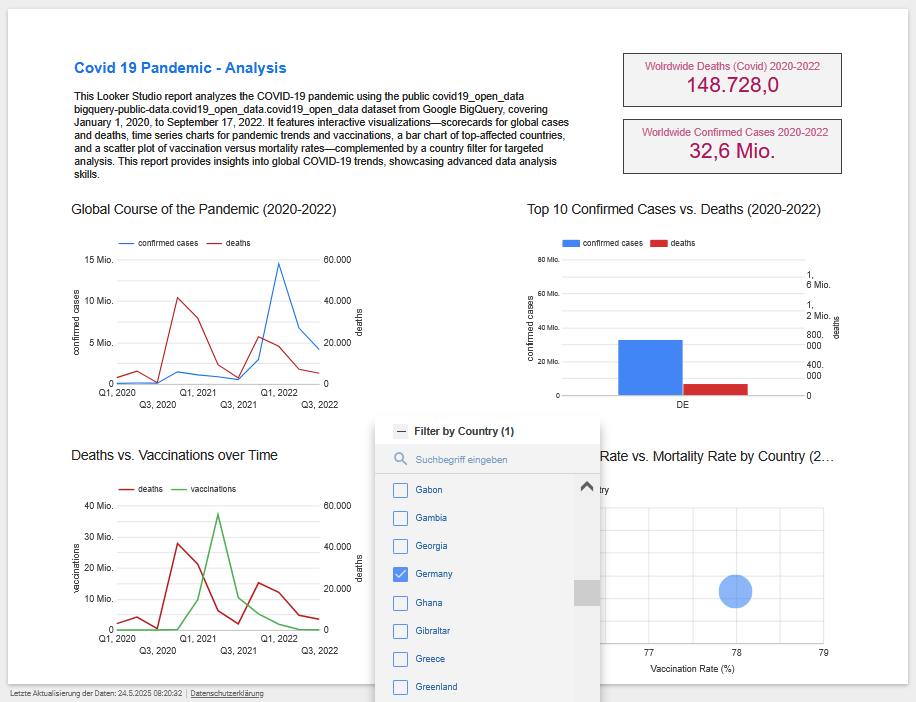 Covid 19 Pandemic - Analysis
This Looker Studio report analyzes the COVID-19 pandemic using the public covid19_open_data
bigquery-public-data.covid19_open_data.covid19_open_data dataset from Google BigQuery, covering
January 1, 2020, to September 17, 2022. It features interactive visualizations—scorecards for global cases
and deaths, time series charts for pandemic trends and vaccinations, a bar chart of top-affected countries,
and a scatter plot of vaccination versus mortality rates—complemented by a country filter for targeted
analysis. This report provides insights into global COVID-19 trends, showcasing advanced data analysis
skills.
Wolrdwide Deaths (Covid) 2020-2022
148.728,0
Worldwide Confirmed Cases 2020-2022
32,6 Mio.
Global Course of the Pandemic (2020-2022)
confirmed cases deaths
15 Mio.
10 Mio.
5 Mio.
0
confirmed cases
60.000
40.000
20.000
0
deaths
Q1, 2020 Q1, 2021 Q1, 2022
Q3, 2020 Q3, 2021 Q3, 2022
Top 10 Confirmed Cases vs. Deaths (2020-2022)
confirmed cases deaths
80 Mio.
60 Mio.
40 Mio.
20 Mio.
0
confirmed cases
1,
6 Mio.
1,
2 Mio.
800.
000
400.
000
0
deaths
DE
Deaths vs. Vaccinations over Time
deaths vaccinations
40 Mio.
30 Mio.
20 Mio.
10 Mio.
0
vaccinations
60.000
40.000
20.000
0
deaths
Q1, 2020 Q1, 2021 Q1, 2022
Q3, 2020 Q3, 2021 Q3, 2022
Filter by Country (1)
Suchbegriff eingeben
Gabon
Gambia
Georgia
Germany
Ghana
Gibraltar
Greece
Greenland
Rate vs. Mortality Rate by Country (2…
try
77 78 79
Vaccination Rate (%)
Letzte Aktualisierung der Daten: 24.5.2025 08:20:32 | Datenschutzerklärung